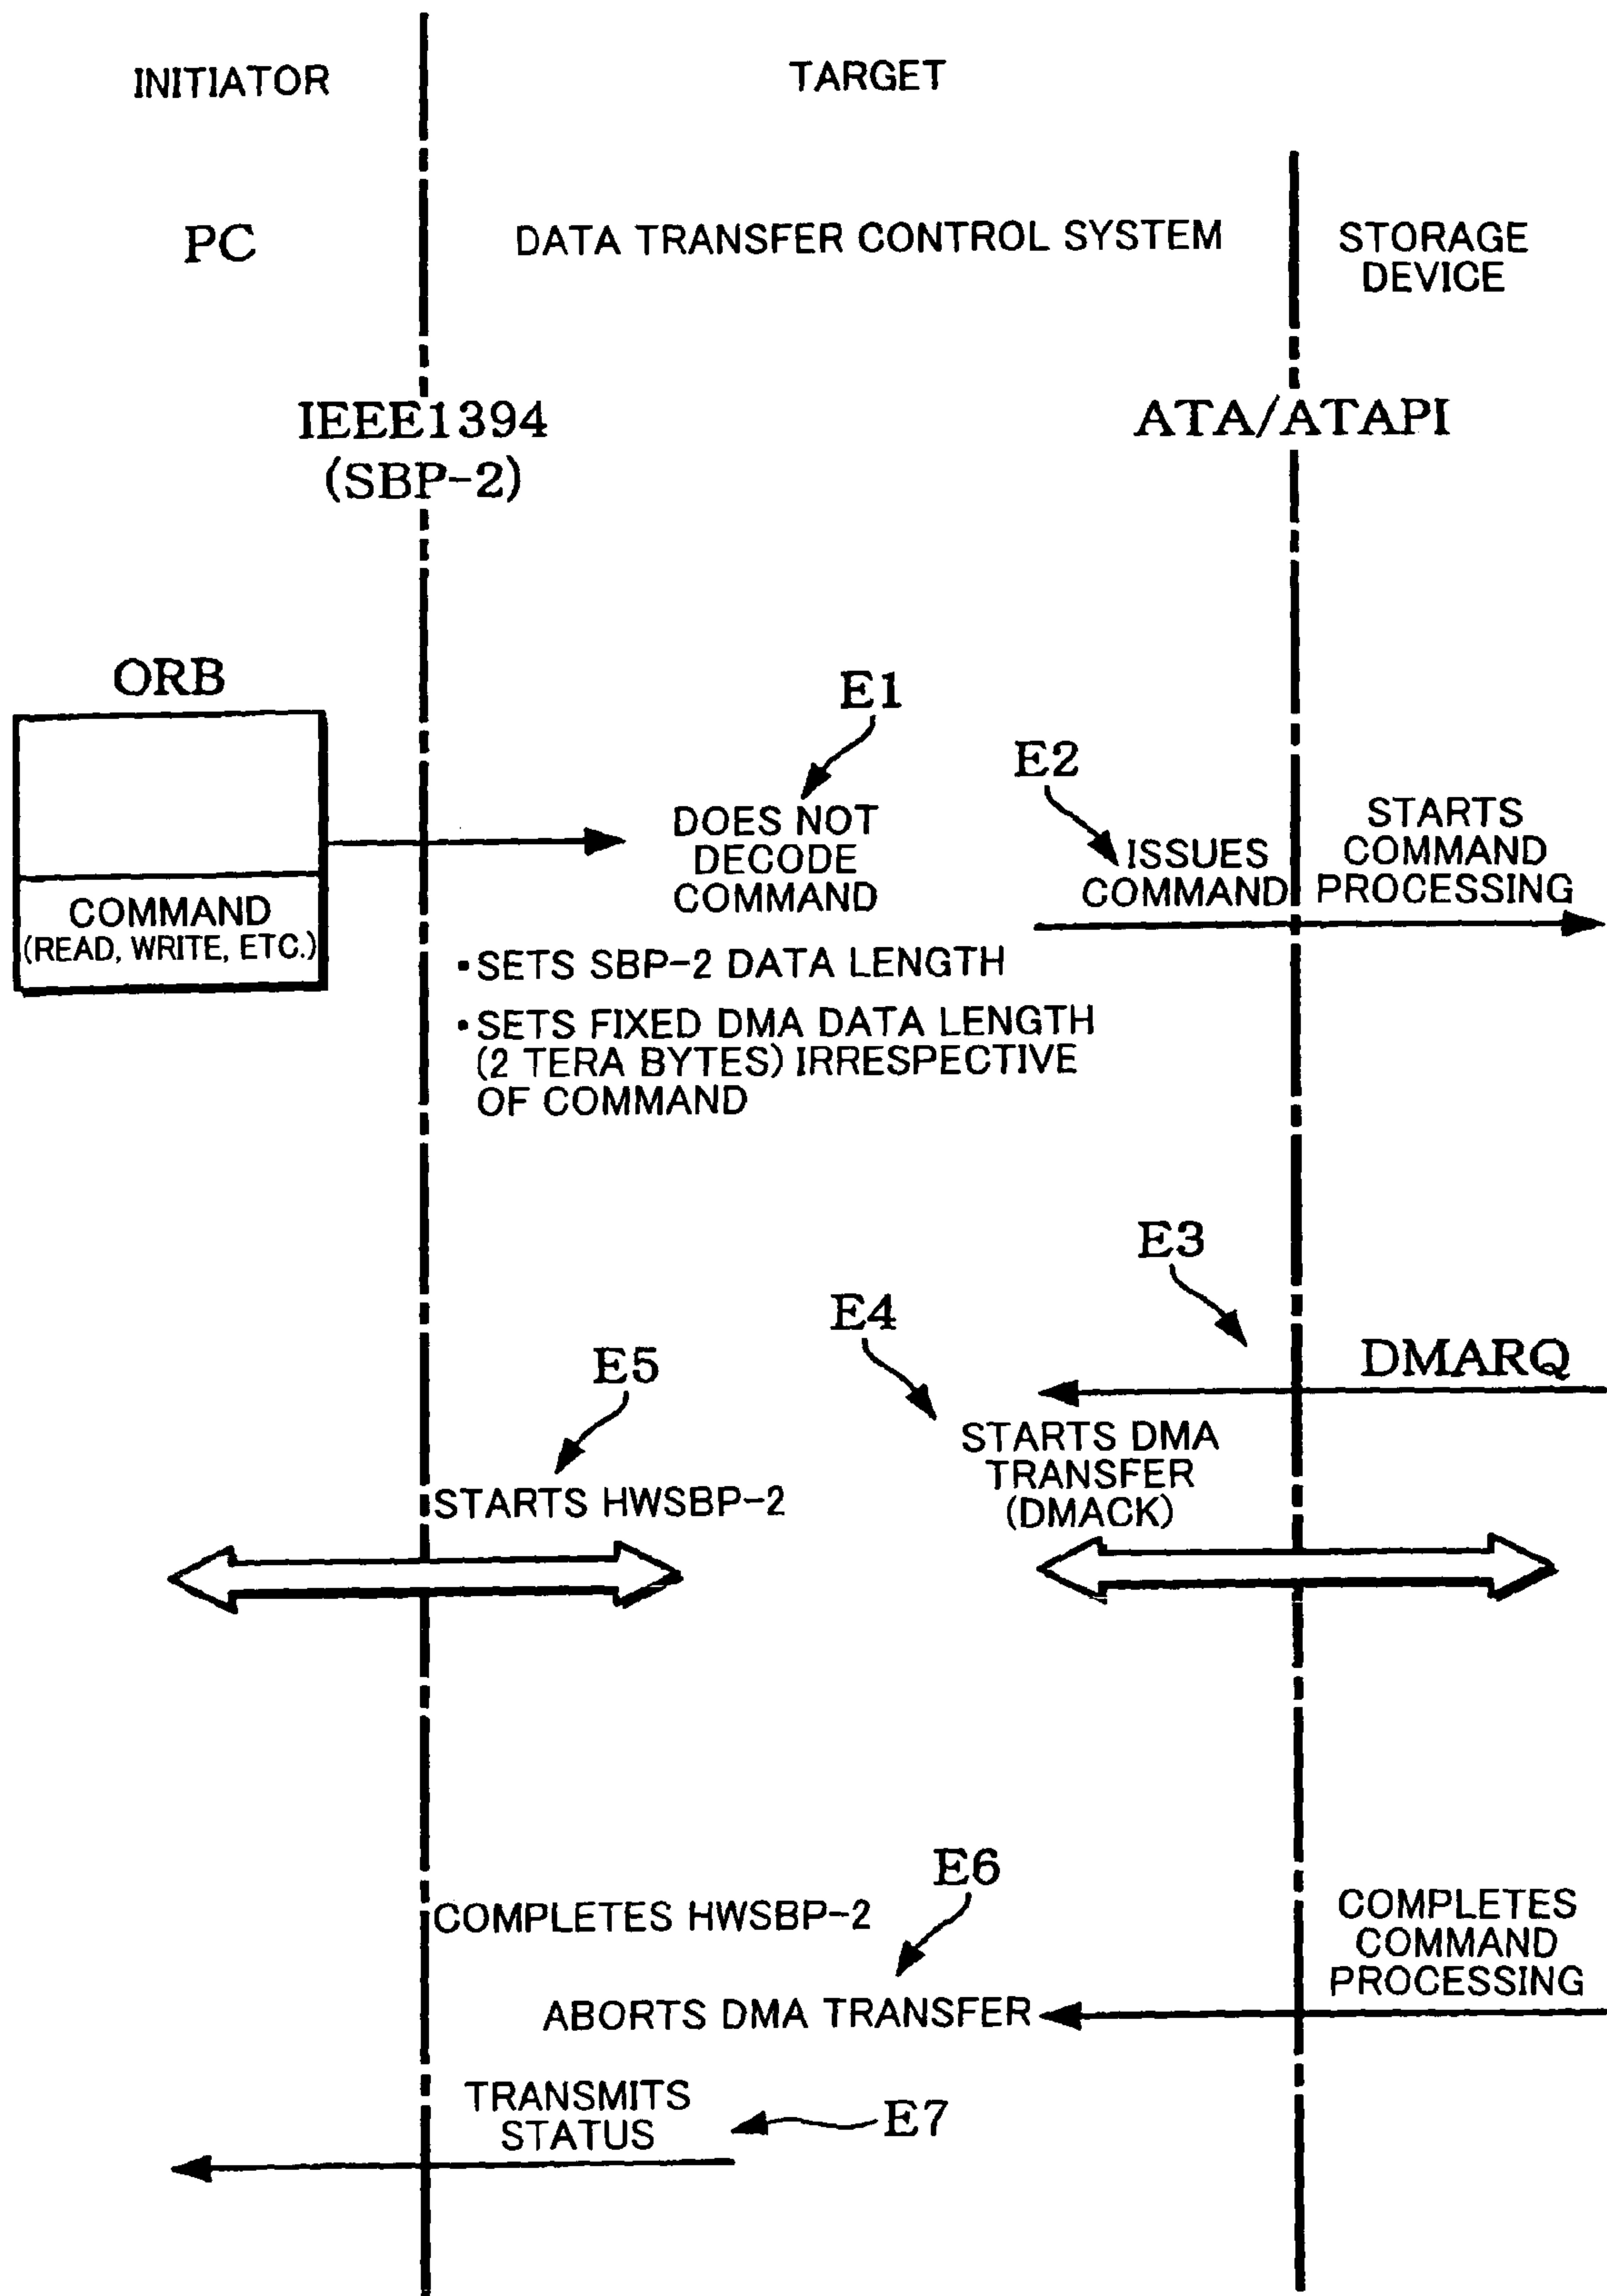 INITIATOR
TARGET
PC
DATA TRANSFER CONTROL SYSTEM
STORAGE
DEVICE
IEEE1394
(SBP-2)
ATA/ATAPI
ORB
COMMAND
(READ, WRITE, ETC.)
E1
DOES NOT
DECODE
COMMAND
E2
ISSUES
COMMAND
STARTS
COMMAND
PROCESSING
・SETS SBP-2 DATA LENGTH
・SETS FIXED DMA DATA LENGTH
(2 TERA BYTES) IRRESPECTIVE
OF COMMAND
E3
DMARQ
E4
STARTS DMA
TRANSFER
(DMACK)
E5
STARTS HWSBP-2
COMPLETES HWSBP-2
E6
ABORTS DMA TRANSFER
COMPLETES
COMMAND
PROCESSING
TRANSMITS
STATUS
E7